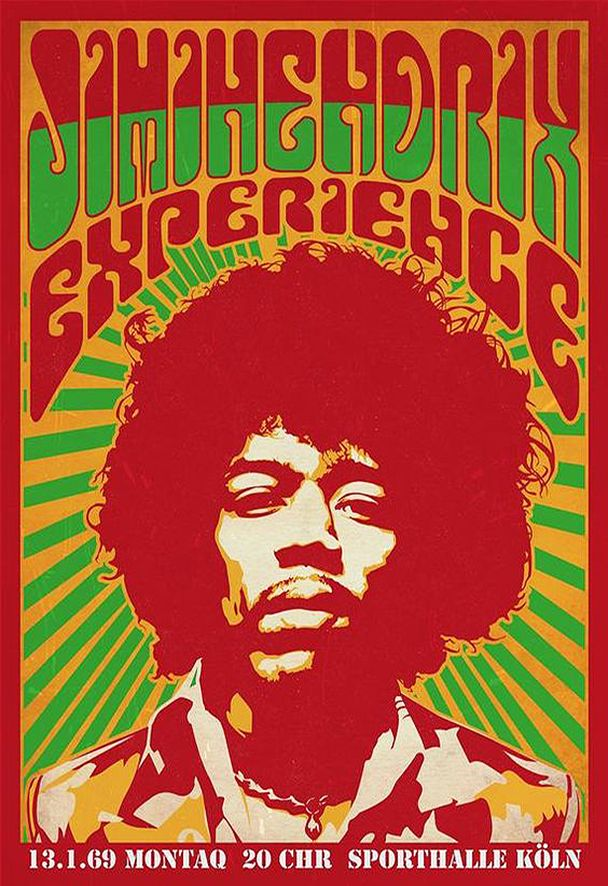 JIMI HENDRIX
EXPERIENCE
13.1.69 MONTAQ 20 CHR SPORTHALLE KÖLN